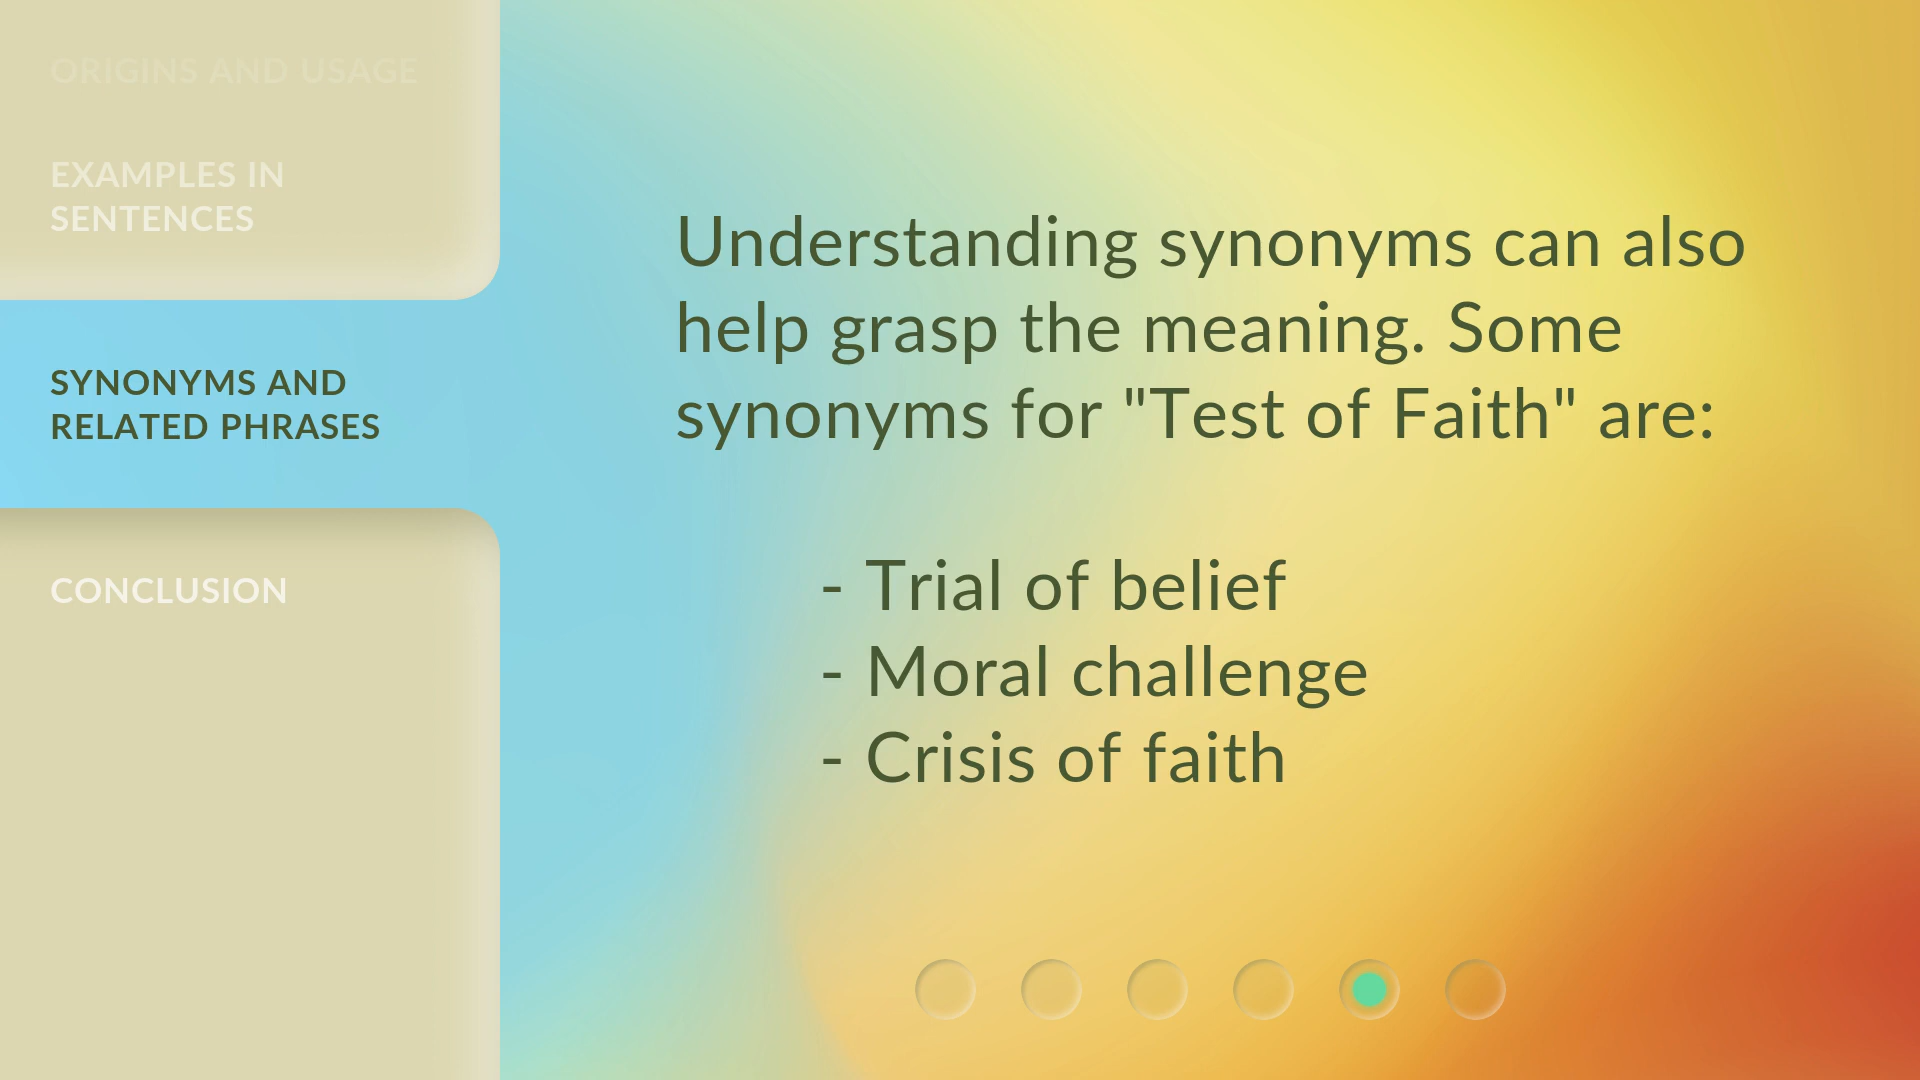 ORIGINS AND USAGE
EXAMPLES IN
SENTENCES
SYNONYMS AND
RELATED PHRASES
CONCLUSION
Understanding synonyms can also
help grasp the meaning. Some
synonyms for "Test of Faith" are:
- Trial of belief
- Moral challenge
- Crisis of faith